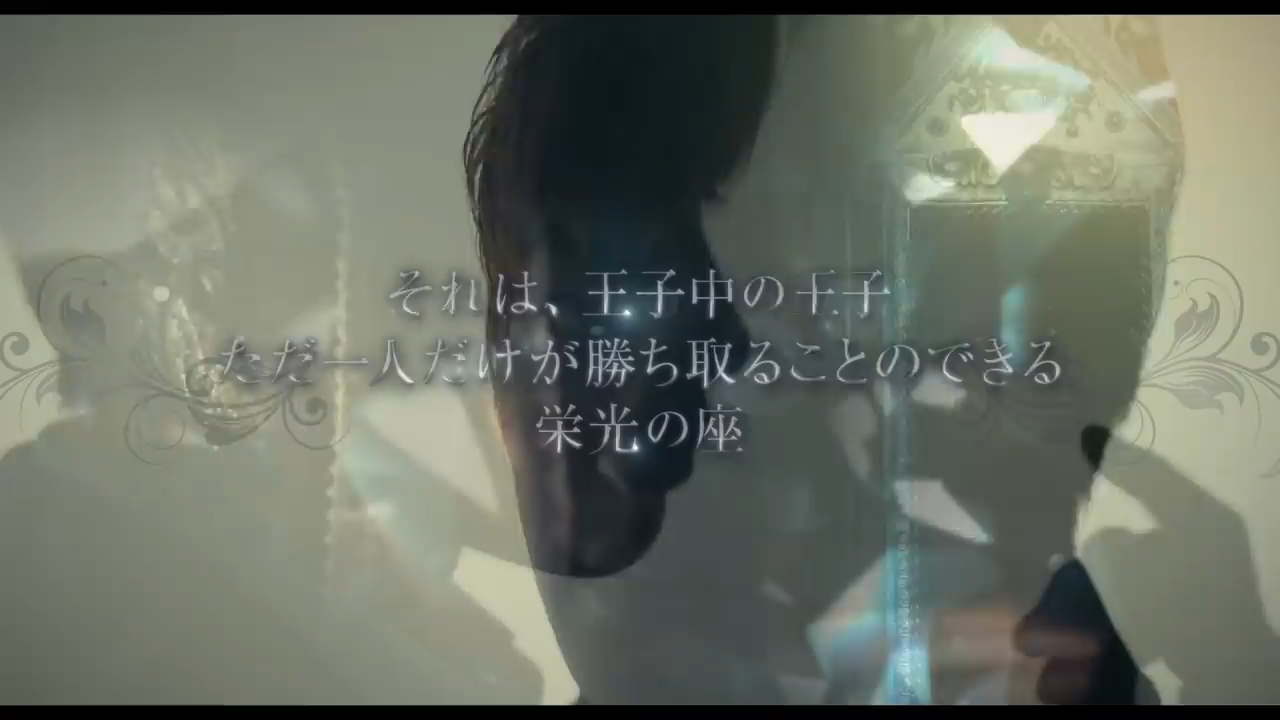 それは、王子中の王子
ただ一人だけが勝ち取ることのできる
栄光の座